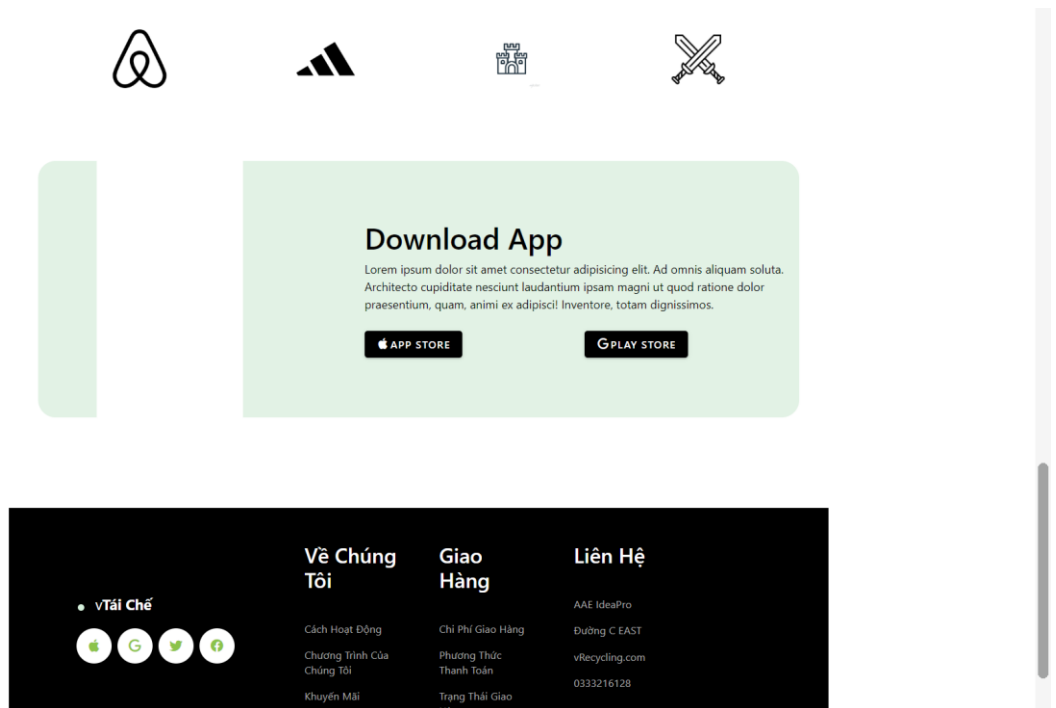 Download App
Lorem ipsum dolor sit amet consectetur adipisicing elit. Ad omnis aliquam soluta.
Architecto cupiditate nesciunt laudantium ipsam magni ut quod ratione dolor
praesentium, quam, animi ex adipisci! Inventore, totam dignissimos.
APP STORE
PLAY STORE
vTái Chế
Về Chúng
Tôi
Cách Hoạt Động
Chương Trình Của
Chúng Tôi
Khuyến Mãi
Giao
Hàng
Chi Phí Giao Hàng
Phương Thức
Thanh Toán
Trạng Thái Giao
Liên Hệ
AAE IdeaPro
Đường C EAST
vRecycling.com
0333216128